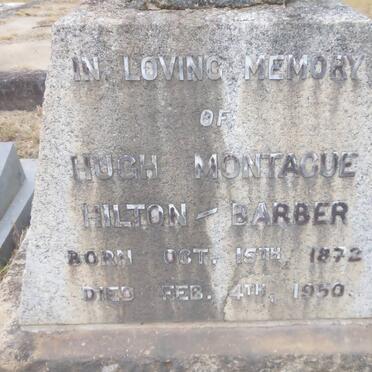 IN LOVING MEMORY
OF
HUGH MONTAGUE
HILTON-BARBER
BORN OCT. 15TH, 1872
DIED FEB. 4TH, 1950.